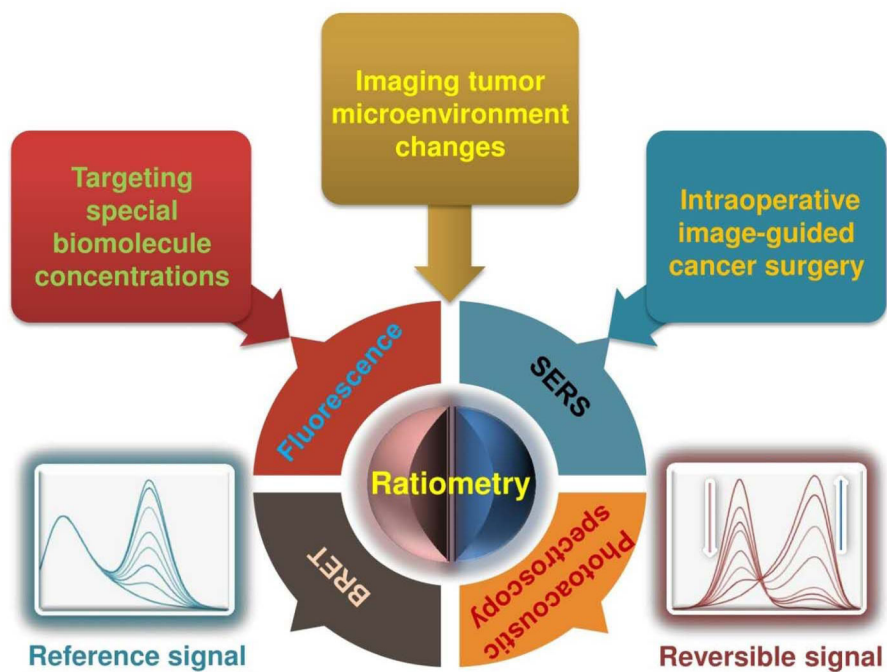 Imaging tumor
microenvironment
changes
Targeting
special
biomolecule
concentrations
Intraoperative
image-guided
cancer surgery
Fluorescence
SERS
Ratiometry
BRET
Photoacoustic
spectroscopy
Reference signal
Reversible signal